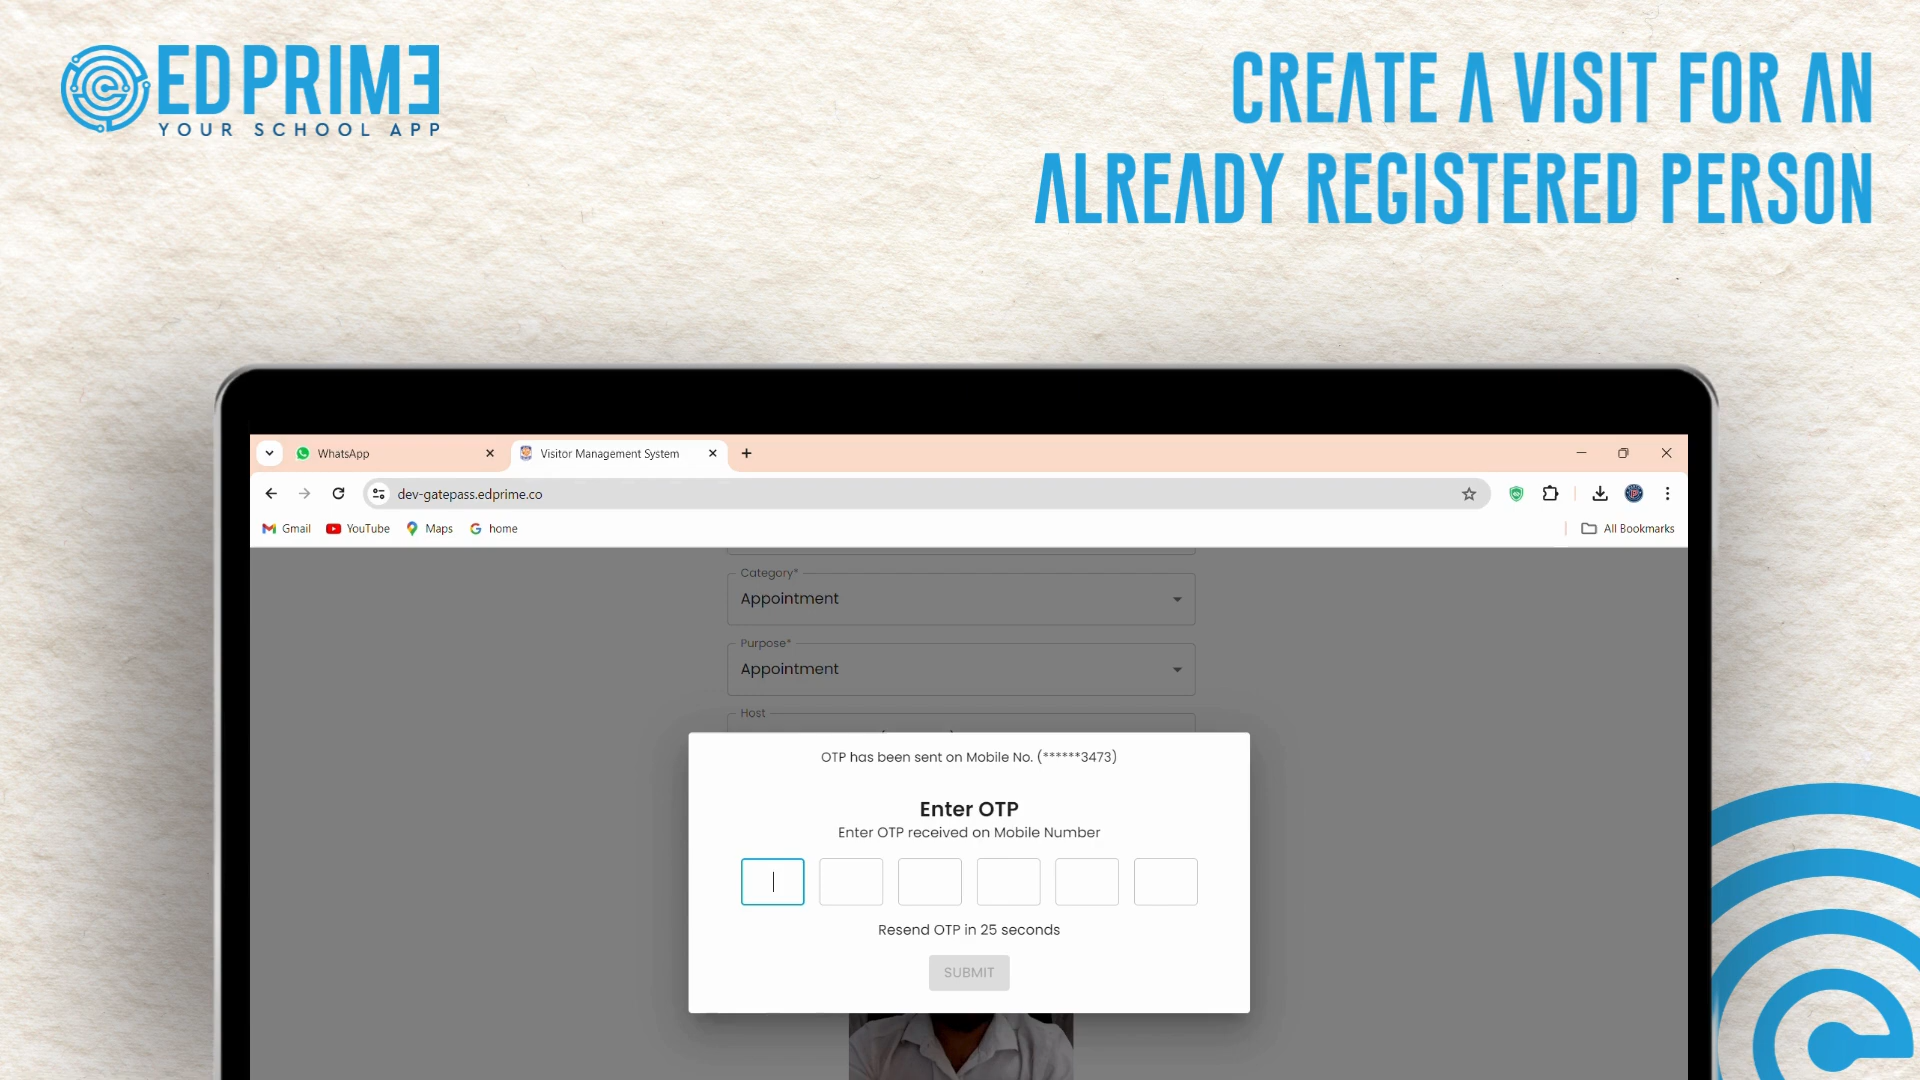 EDPRIME
YOUR SCHOOL APP
CREATE A VISIT FOR AN
ALREADY REGISTERED PERSON
WhatsApp
Visitor Management System
dev-gatepass.edprime.co
Gmail
YouTube
Maps
home
All Bookmarks
Category*
Appointment
Purpose*
Appointment
Host
OTP has been sent on Mobile No. (******3473)
Enter OTP
Enter OTP received on Mobile Number
Resend OTP in 25 seconds
SUBMIT